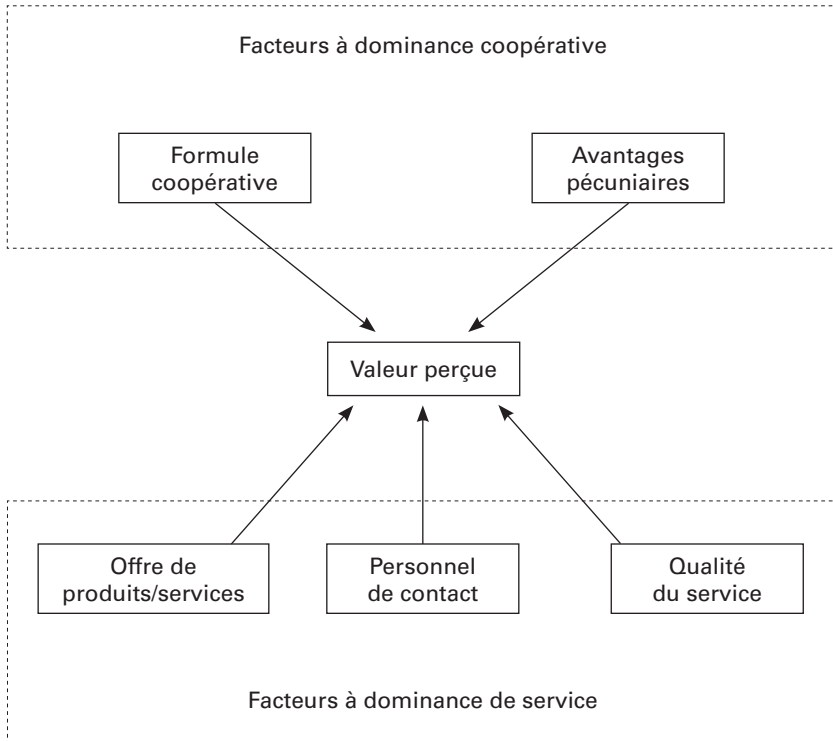 Facteurs à dominance coopérative
Formule
coopérative
Avantages
pécuniaires
Valeur perçue
Offre de
produits/services
Personnel
de contact
Qualité
du service
Facteurs à dominance de service